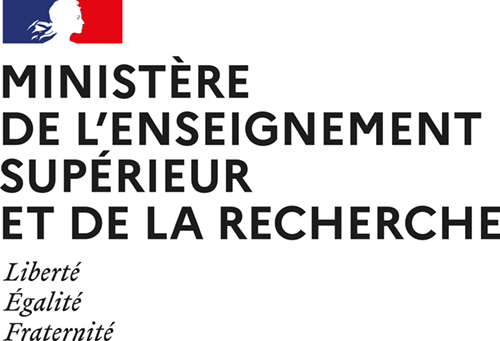 MINISTÈRE
DE L'ENSEIGNEMENT
SUPÉRIEUR
ET DE LA RECHERCHE
Liberté
Égalité
Fraternité